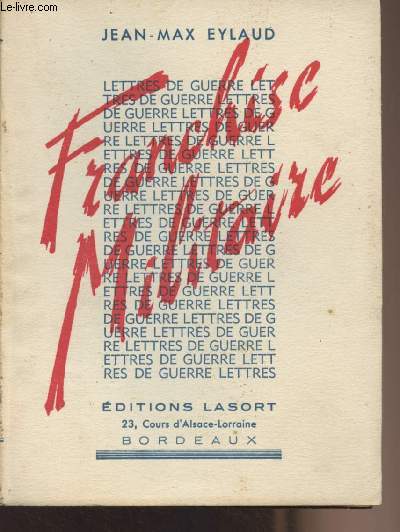 Le-livre.com
JEAN-MAX EYLAUD
LETTRES DE GUERRE LET
TRES DE GUERRE LETTRES
DE GUERRE LETTRES DE G
UERRE LETTRES DE GUER
RE LETTRES DE GUERRE L
ETTRES DE GUERRE LETT
RES DE GUERRE LETTRES
DE GUERRE LETTRES DE G
UERRE LETTRES DE GUER
RE LETTRES DE GUERRE L
ETTRES DE GUERRE LETT
RES DE GUERRE LETTRES
DE GUERRE LETTRES DE G
UERRE LETTRES DE GUER
RE LETTRES DE GUERRE L
ETTRES DE GUERRE LETT
RES DE GUERRE LETTRES
DE GUERRE LETTRES DE G
UERRE LETTRES DE GUER
RE LETTRES DE GUERRE L
ETTRES DE GUERRE LETT
RES DE GUERRE LETTRES
Franchise
Militaire
ÉDITIONS LASORT
23, Cours d'Alsace-Lorraine
BORDEAUX